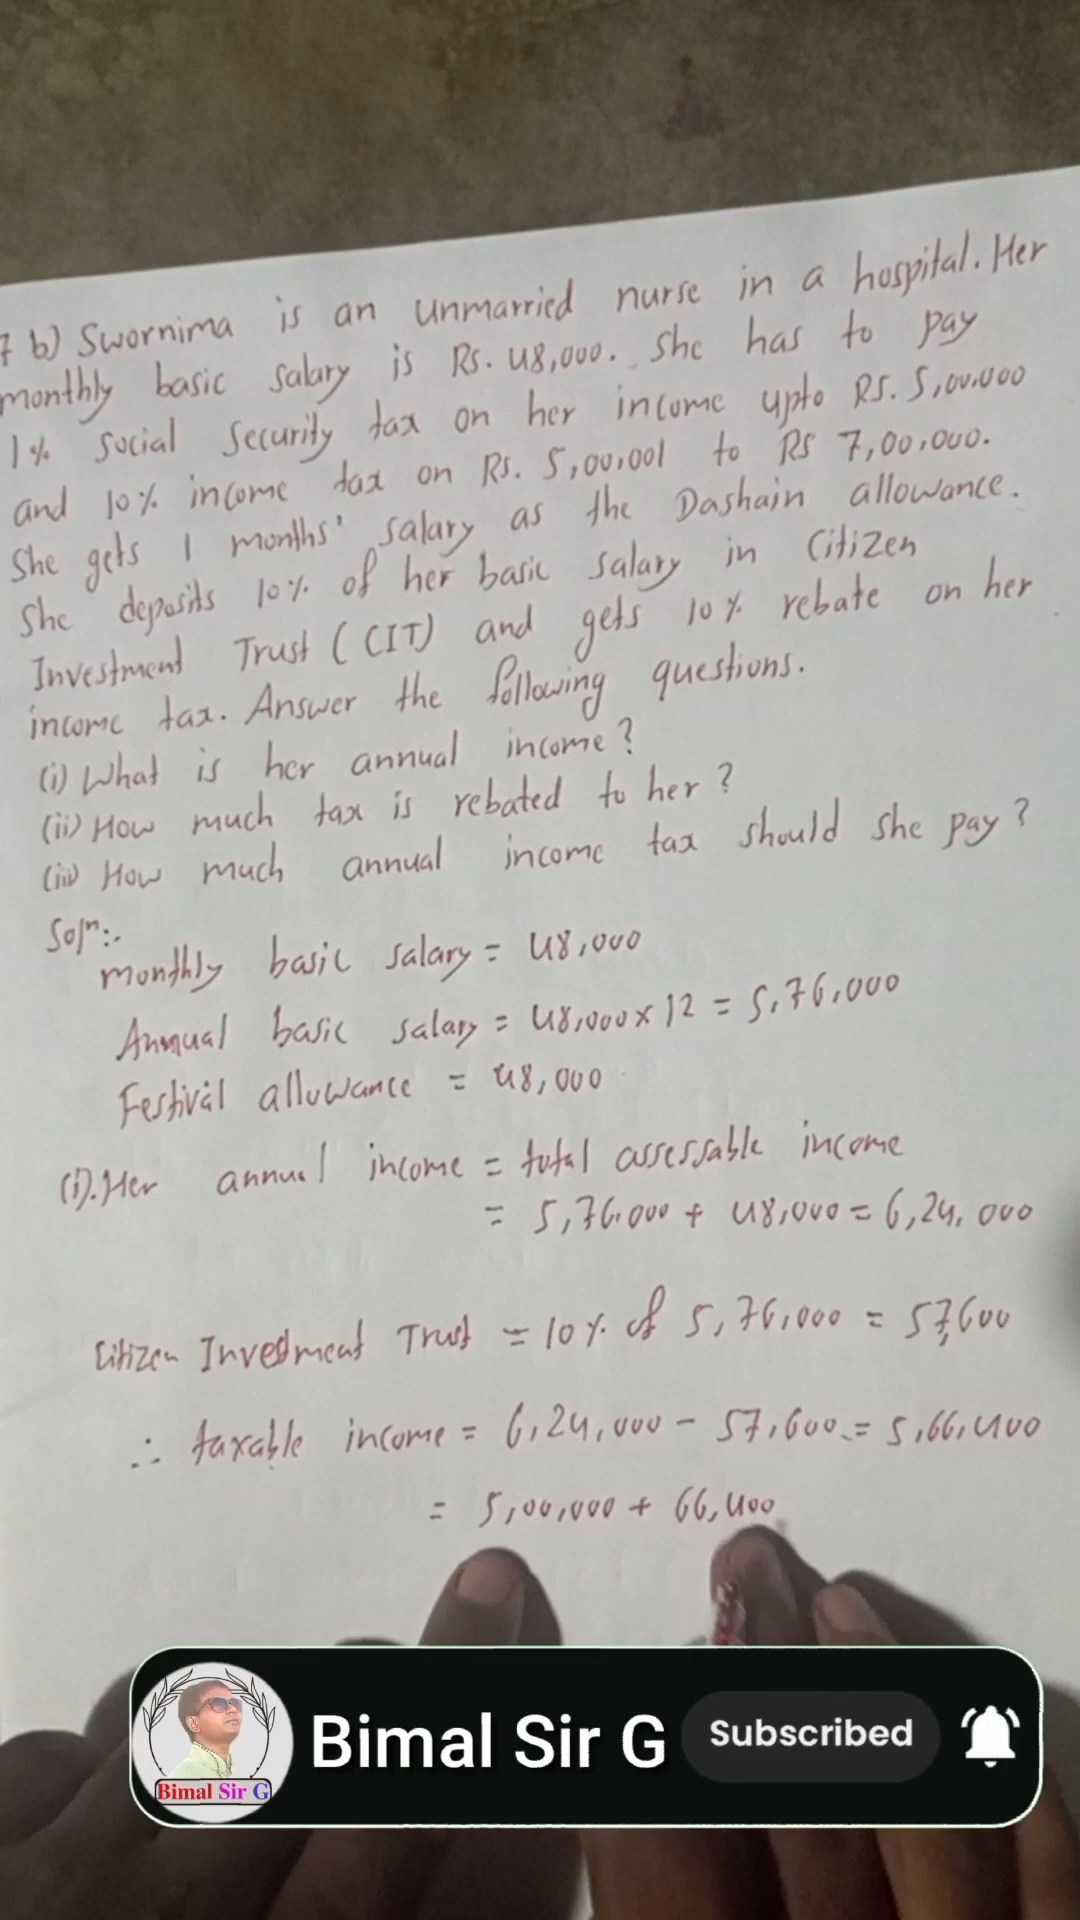 7 b) Swornima is an unmarried nurse in a hospital. Her
monthly basic salary is Rs. 48,000. She has to pay
1% social security tax on her income upto Rs. 5,00,000
and 10% income tax on Rs. 5,00,001 to Rs 7,00,000.
She gets 1 months' salary as the Dashain allowance.
She deposits 10% of her basic salary in Citizen
Investment Trust (CIT) and gets 10% rebate on her
income tax. Answer the following questions.
(i) What is her annual income?
(ii) How much tax is rebated to her?
(iii) How much annual income tax should she pay?
Solⁿ:-
monthly basic salary = 48,000
Annual basic salary = 48,000 x 12 = 5,76,000
Festival allowance = 48,000
(i). Her annual income = total assessable income
= 5,76,000 + 48,000 = 6,24,000
Citizen Investment Trust = 10% of 5,76,000 = 57,600
∴ taxable income = 6,24,000 - 57,600 = 5,66,400
= 5,00,000 + 66,400
Bimal Sir G Subscribed
Bimal Sir G